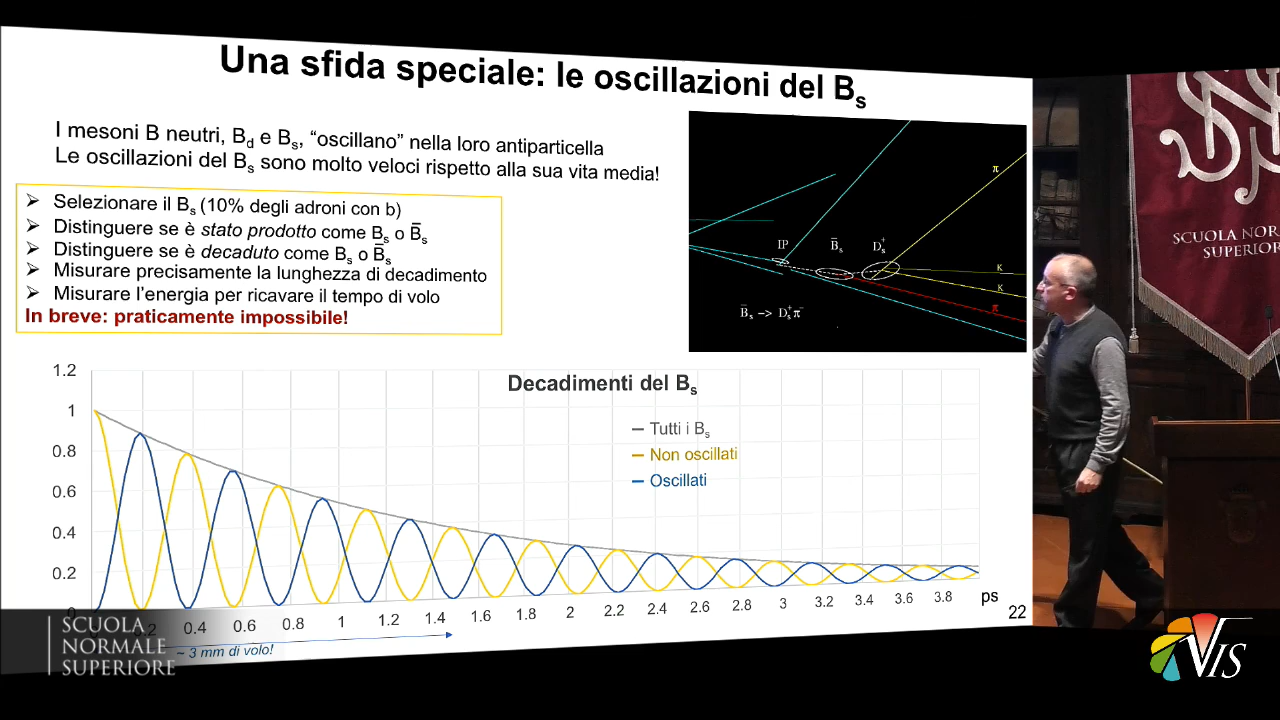 Una sfida speciale: le oscillazioni del Bs
I mesoni B neutri, Bd e Bs, “oscillano” nella loro antiparticella
Le oscillazioni del Bs sono molto veloci rispetto alla sua vita media!
➢ Selezionare il Bs (10% degli adroni con b)
➢ Distinguere se è stato prodotto come Bs o B̅s
➢ Distinguere se è decaduto come Bs o B̅s
➢ Misurare precisamente la lunghezza di decadimento
➢ Misurare l’energia per ricavare il tempo di volo
In breve: praticamente impossibile!
π
IP B̅s Ds+
K
K
π-
B̅s -> Ds+ π-
SCUOLA NORMALE
SUPERIORE
Decadimenti del Bs
Tutti i Bs
Non oscillati
Oscillati
1.2
1
0.8
0.6
0.4
0.2
0
0.2 0.4 0.6 0.8 1 1.2 1.4 1.6 1.8 2 2.2 2.4 2.6 2.8 3 3.2 3.4 3.6 3.8 ps
~ 3 mm di volo!
22
SCUOLA
NORMALE
SUPERIORE
VIS